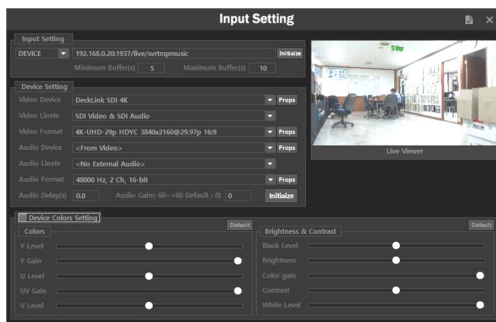 Input Setting
Input Setting
DEVICE 192.168.0.20:1937/live/svrtmpmusic Initiaize
Minimum Buffer(s) 5 Maximum Buffer(s) 10
Device Setting
Video Device DeckLink SDI 4K Props
Video LineIn SDI Video & SDI Audio
Video Format 4K-UHD-29p HDYC 3840x2160@29.97p 16:9 Props
Audio Device <From Video> Props
Audio LineIn <No External Audio>
Audio Format 48000 Hz, 2 Ch, 16-bit Props
Audio Delay(s) 0.0 Audio Gain(-60~+60 Default : 0) 0 Initiaize
Live Viewer
Device Colors Setting
Colors Default
Y Level
Y Gain
U Level
UV Gain
V Level
Brightness & Contrast Default
Black Level
Brightness
Color gain
Contrast
White Level